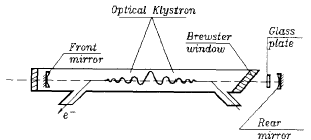 Optical Klystron
Glass
plate
Brewster
window
Front
mirror
e-
Rear
mirror